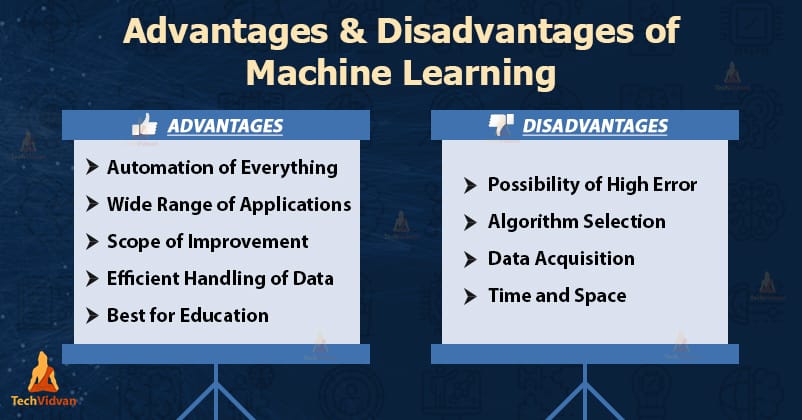 Advantages & Disadvantages of
Machine Learning
ADVANTAGES
Automation of Everything
Wide Range of Applications
Scope of Improvement
Efficient Handling of Data
Best for Education
DISADVANTAGES
Possibility of High Error
Algorithm Selection
Data Acquisition
Time and Space
TechVidvan